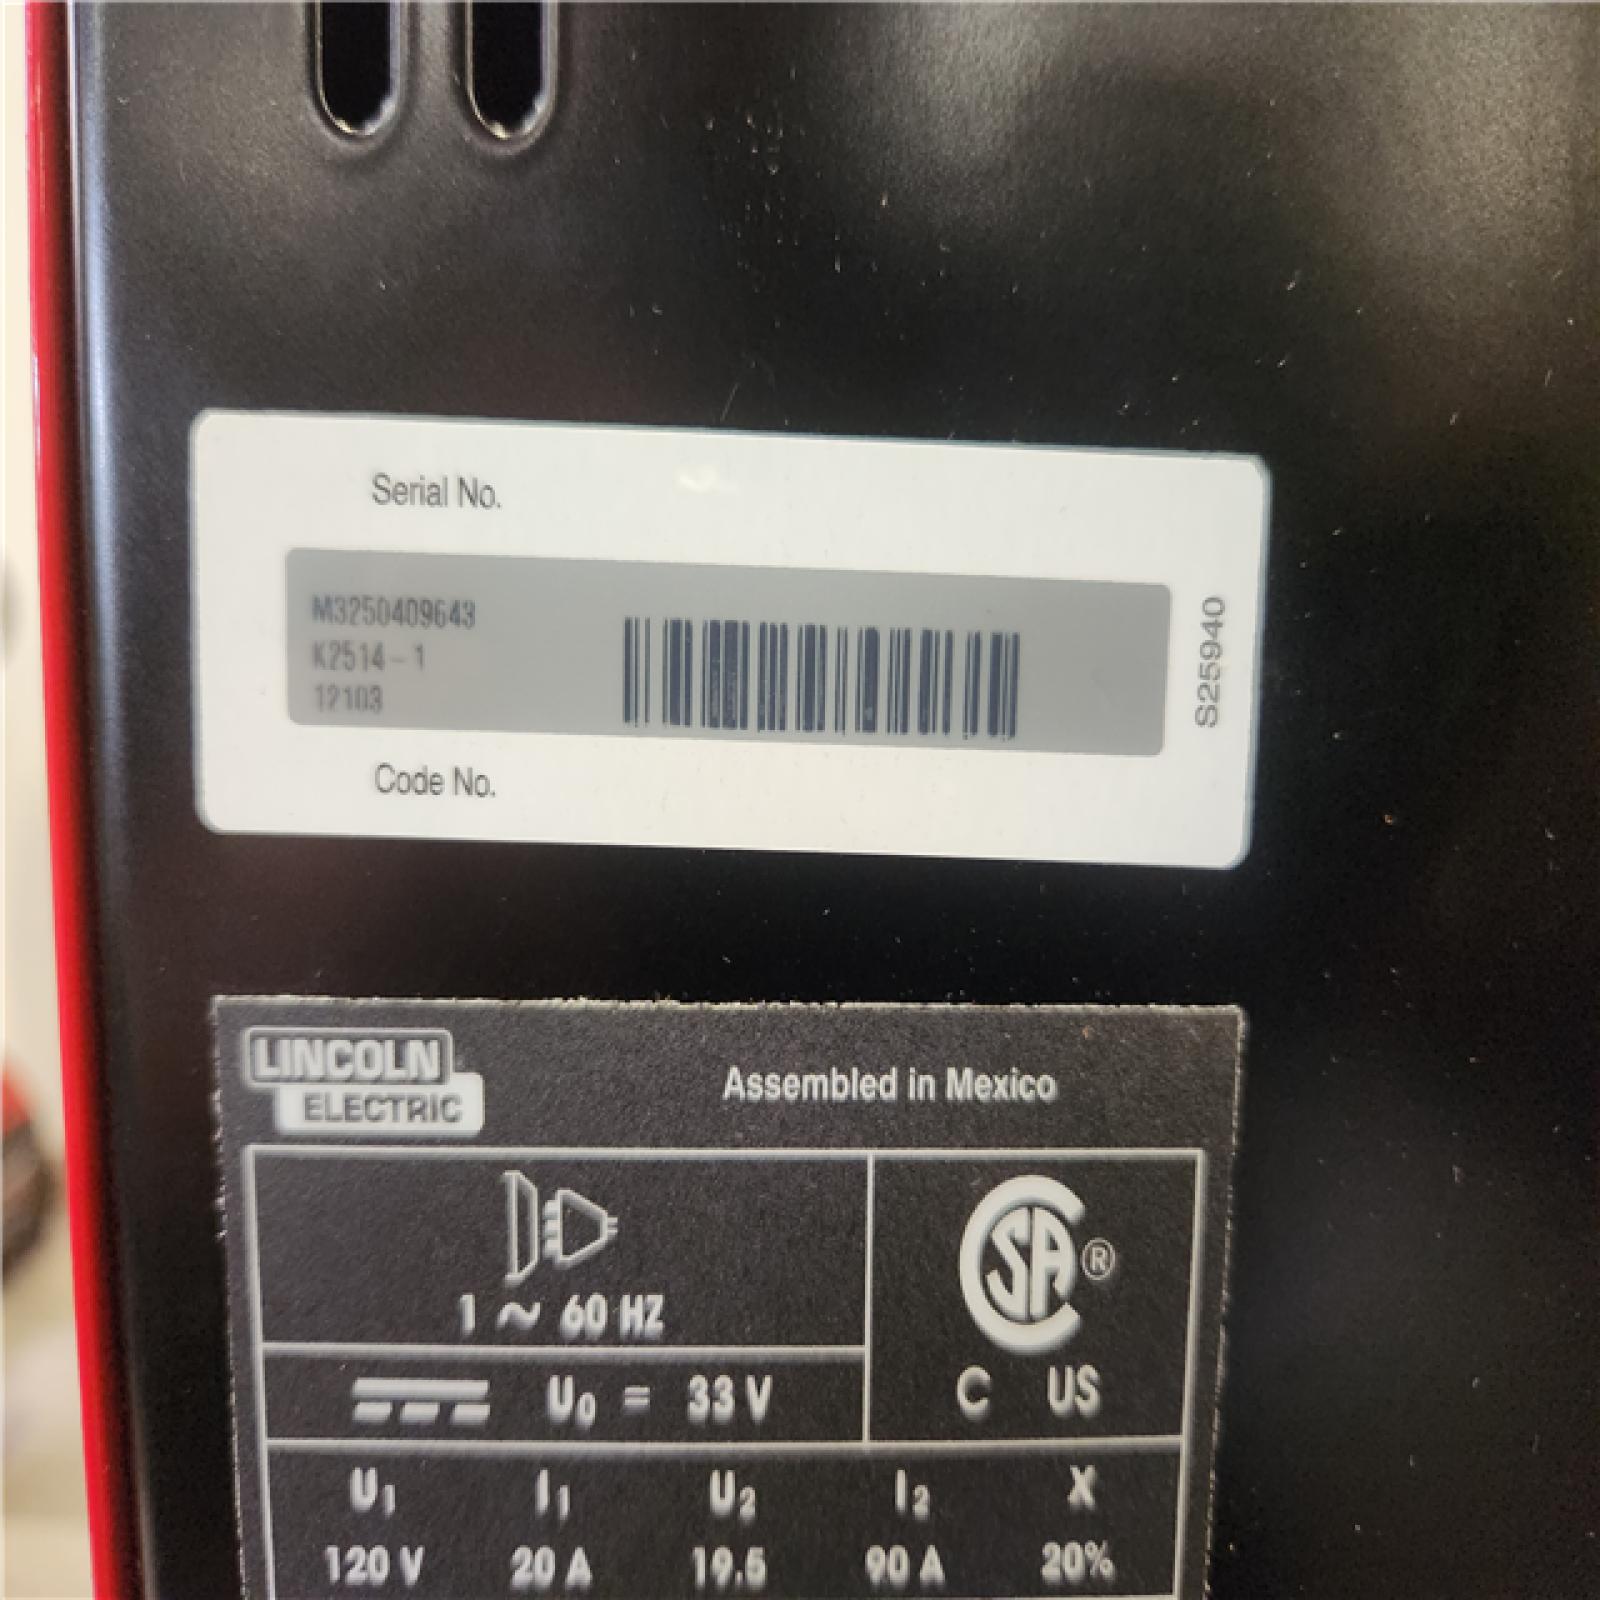 Serial No.
M3250409643
K2514-1
12103
Code No.
S25940
LINCOLN
ELECTRIC
Assembled in Mexico
1 ~ 60 HZ
U0 = 33 V
SA ®
C US
U1 I1 U2 I2 X
120 V 20 A 19.5 90 A 20%